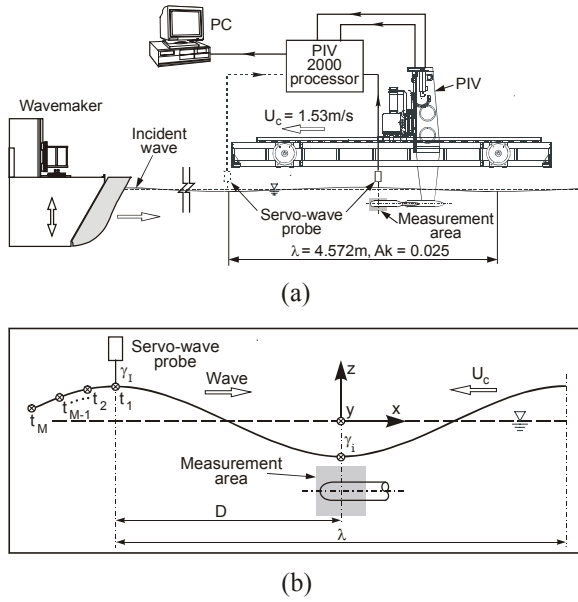 PC
PIV
2000
processor
PIV
Wavemaker
U_c = 1.53m/s
Incident
wave
Servo-wave
probe
Measurement
area
λ = 4.572m, Ak = 0.025
(a)
Servo-wave
probe
γ_I
t_M
t_M-1
t_2
t_1
Wave
z
U_c
y
x
γ_i
Measurement
area
D
λ
(b)